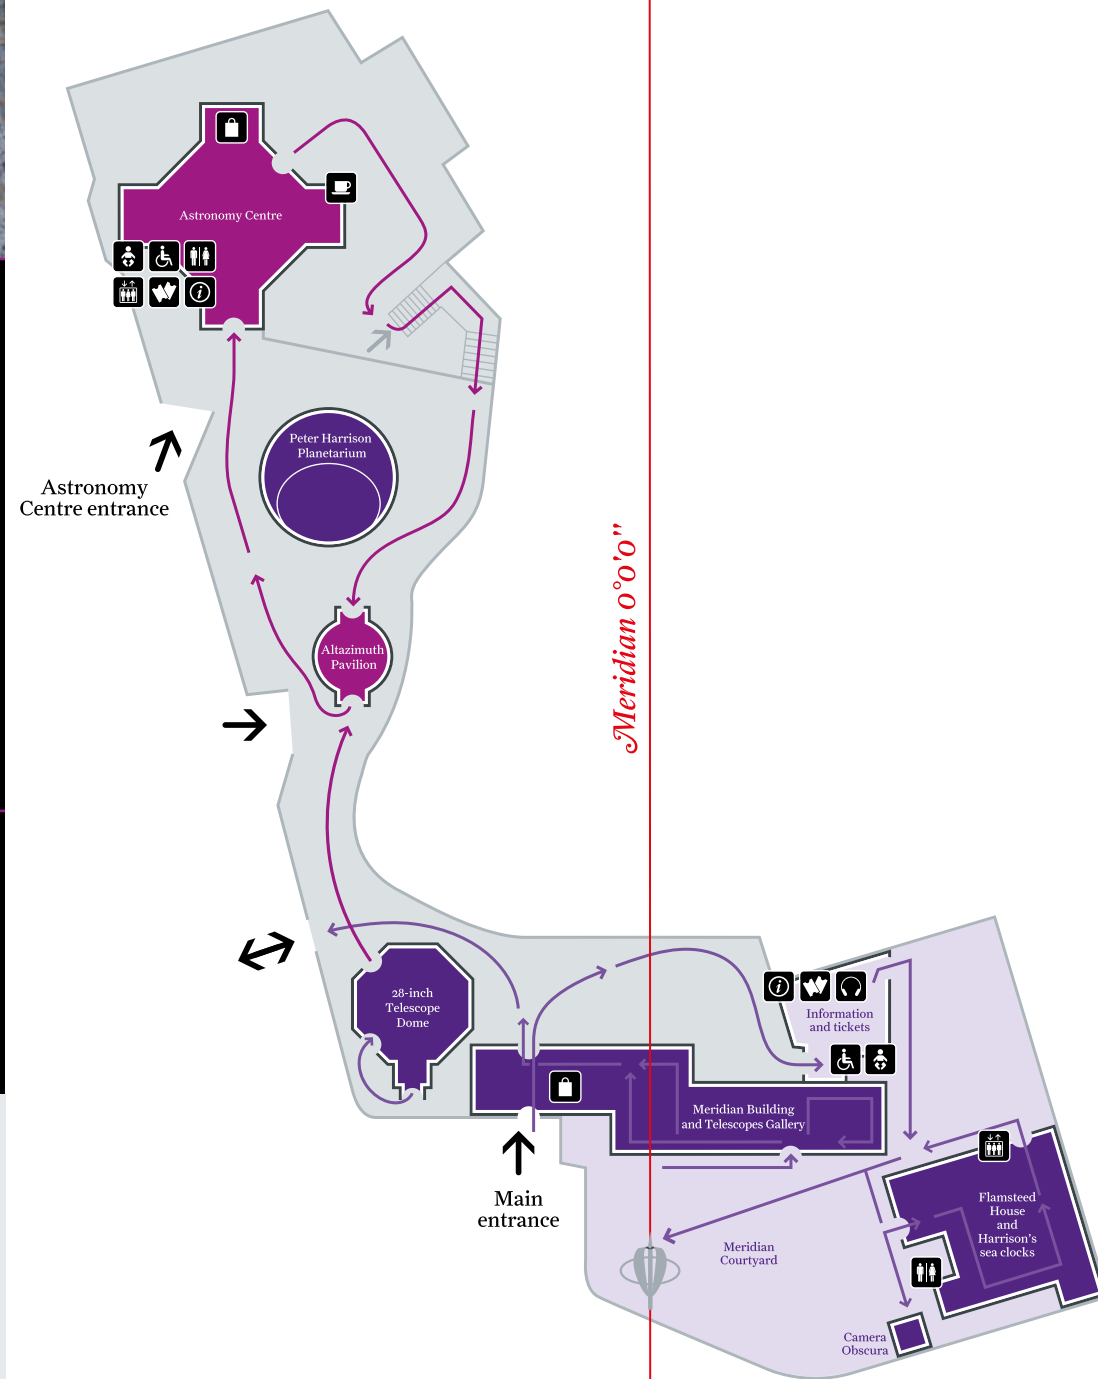 Astronomy Centre
Peter Harrison
Planetarium
Astronomy
Centre entrance
Meridian 0°0'0"
Altazimuth
Pavilion
28-inch
Telescope
Dome
Information
and tickets
Meridian Building
and Telescopes Gallery
Main
entrance
Flamsteed
House
and
Harrison's
sea clocks
Meridian
Courtyard
Camera
Obscura